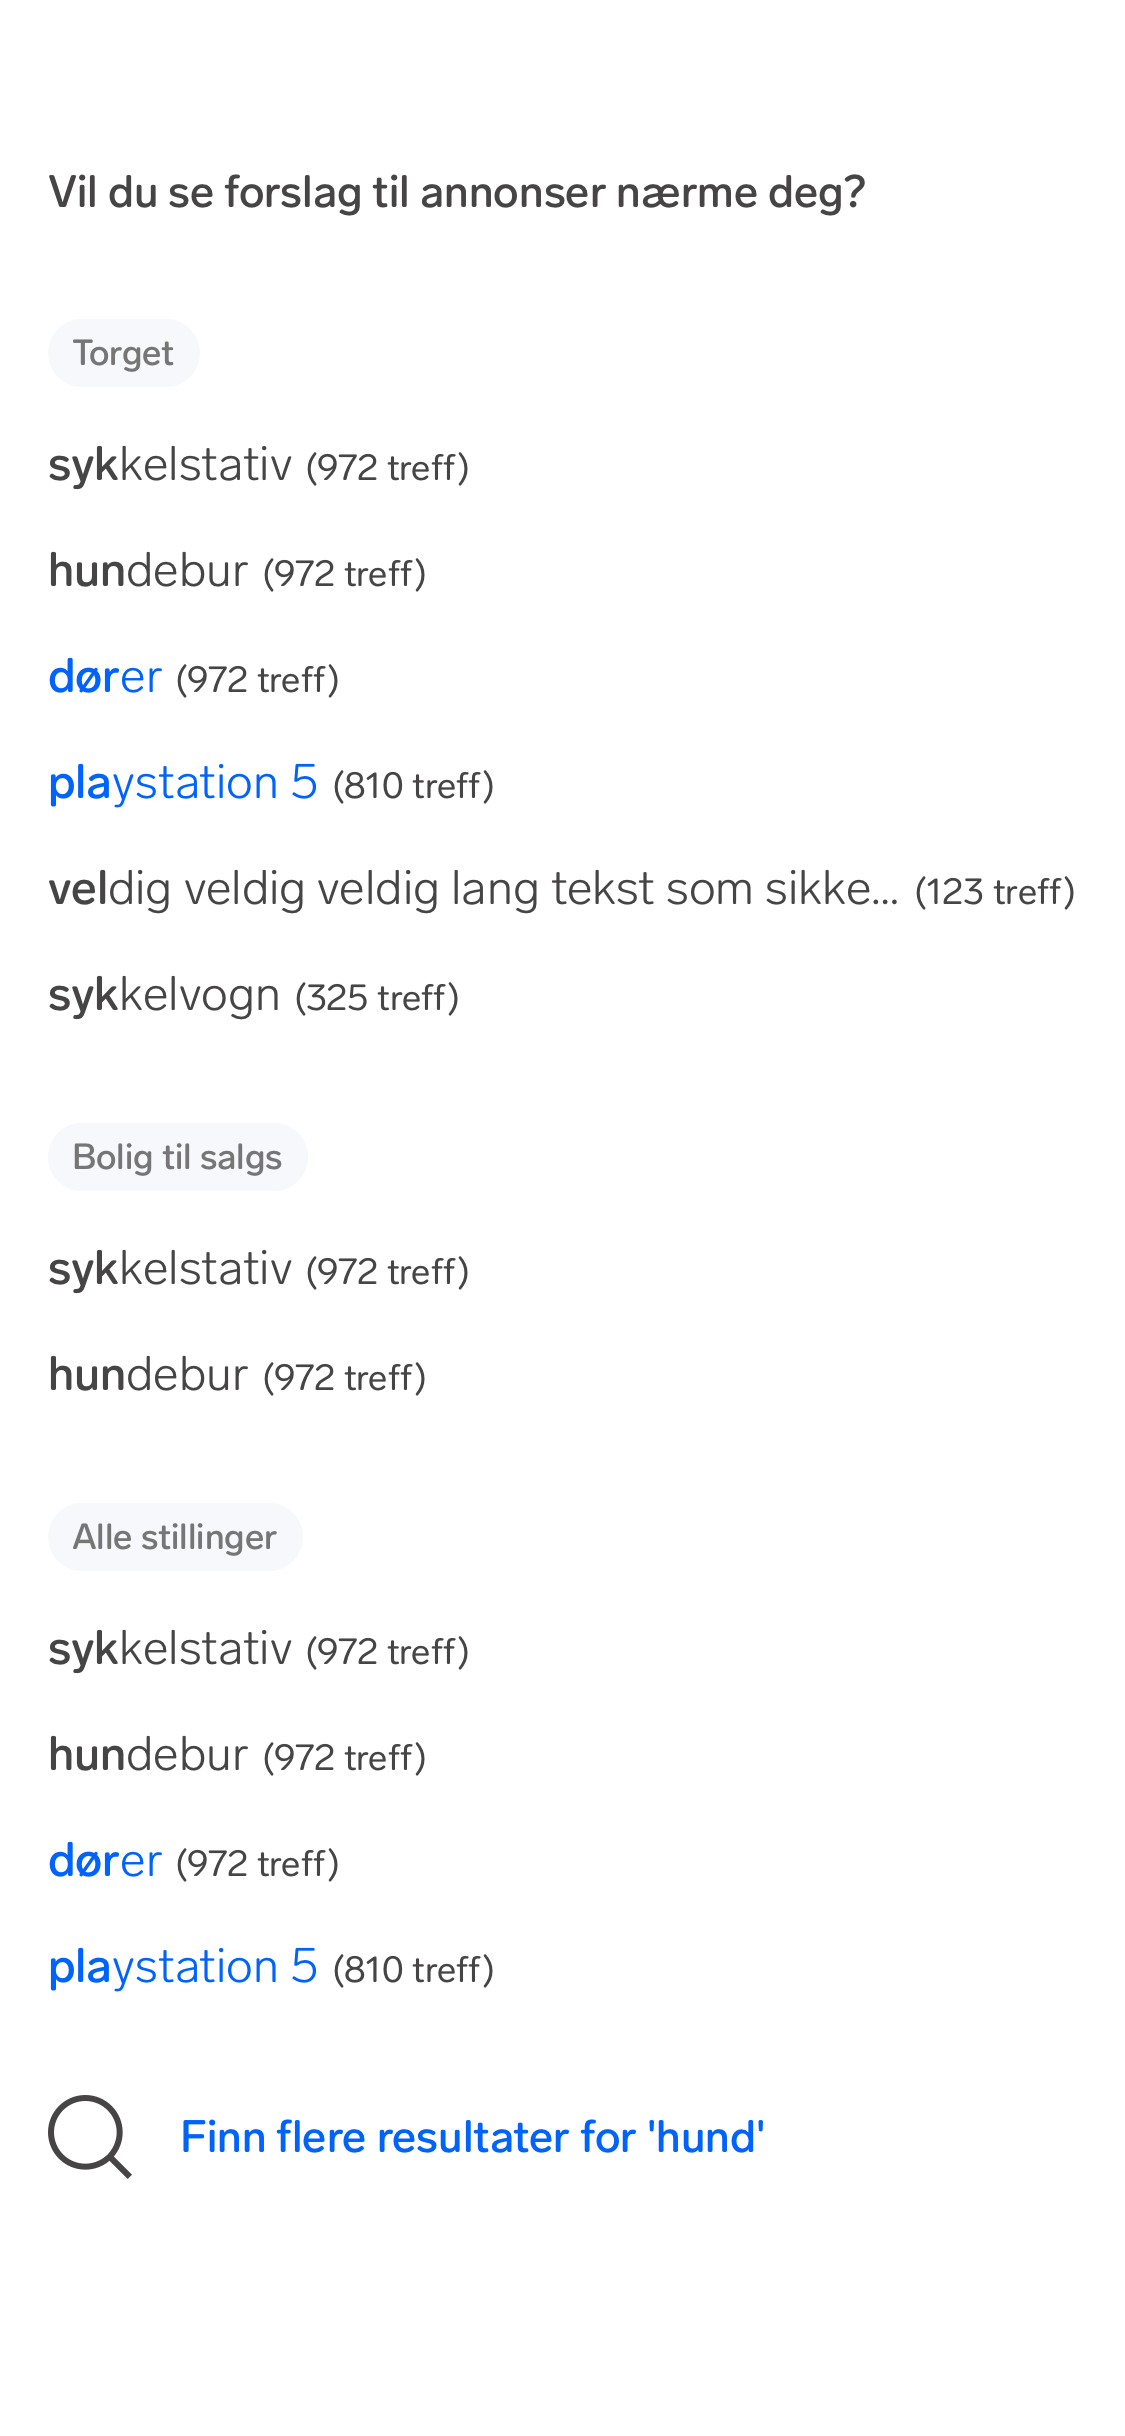 Vil du se forslag til annonser nærme deg?
Torget
sykkelstativ (972 treff)
hundebur (972 treff)
dører (972 treff)
playstation 5 (810 treff)
veldig veldig veldig lang tekst som sikke... (123 treff)
sykkelvogn (325 treff)
Bolig til salgs
sykkelstativ (972 treff)
hundebur (972 treff)
Alle stillinger
sykkelstativ (972 treff)
hundebur (972 treff)
dører (972 treff)
playstation 5 (810 treff)
Finn flere resultater for 'hund'